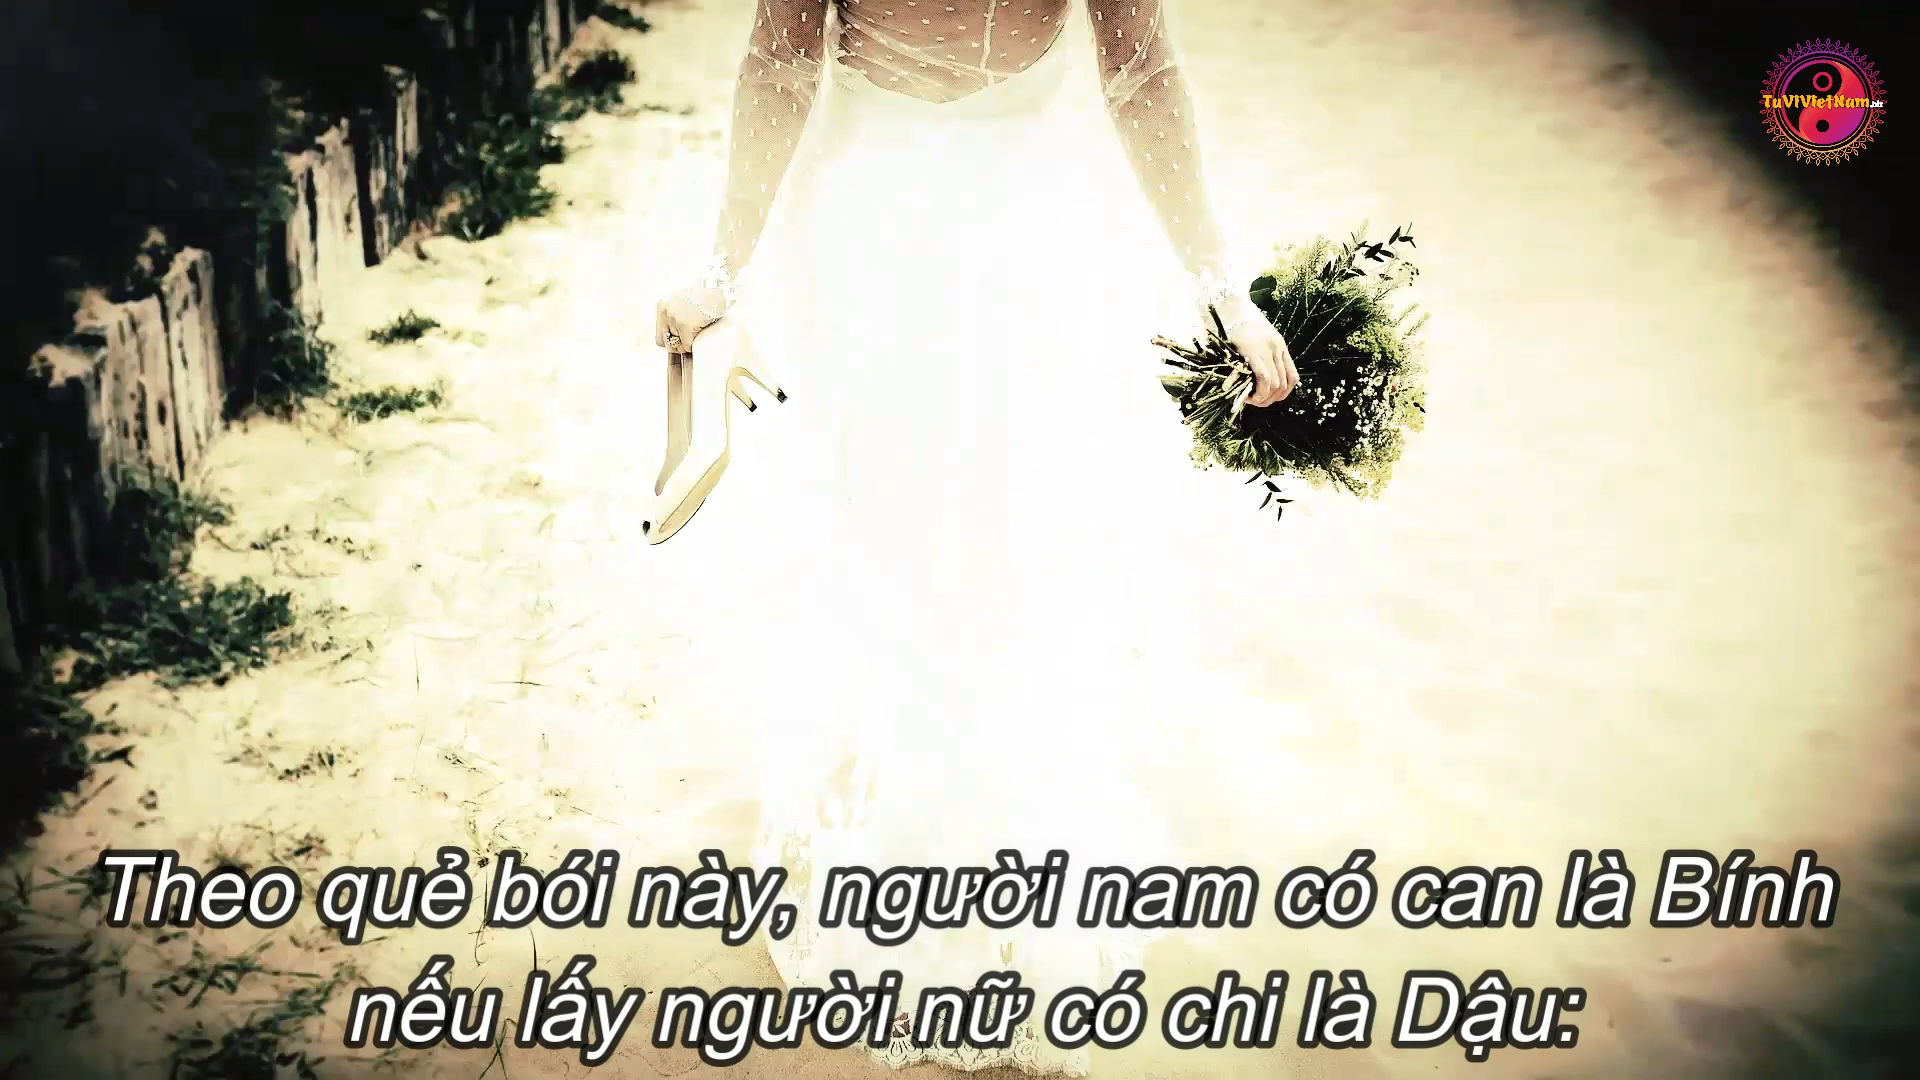 TuViVietNam.biz
Theo quẻ bói này, người nam có can là Bính
nếu lấy người nữ có chi là Dậu: